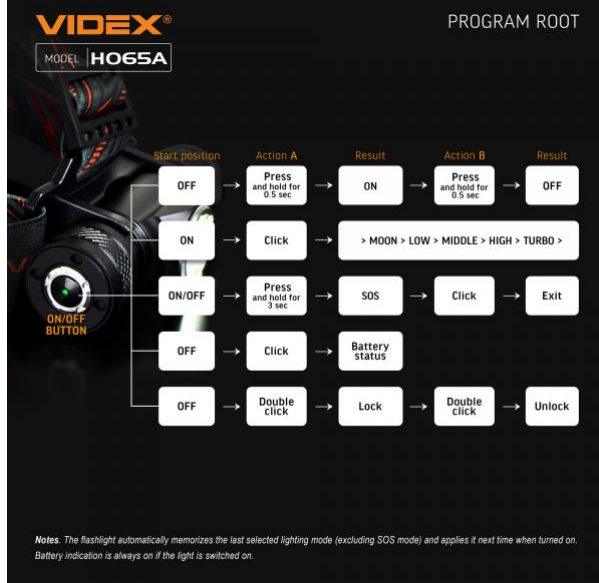 VIDEX®
PROGRAM ROOT
MODEL HO65A
Start position Action A Result Action B Result
OFF → Press and hold for 0.5 sec → ON → Press and hold for 0.5 sec → OFF
ON → Click → > MOON > LOW > MIDDLE > HIGH > TURBO >
ON/OFF → Press and hold for 3 sec → SOS → Click → Exit
ON/OFF
BUTTON
OFF → Click → Battery status
OFF → Double click → Lock → Double click → Unlock
Notes. The flashlight automatically memorizes the last selected lighting mode (excluding SOS mode) and applies it next time when turned on.
Battery indication is always on if the light is switched on.